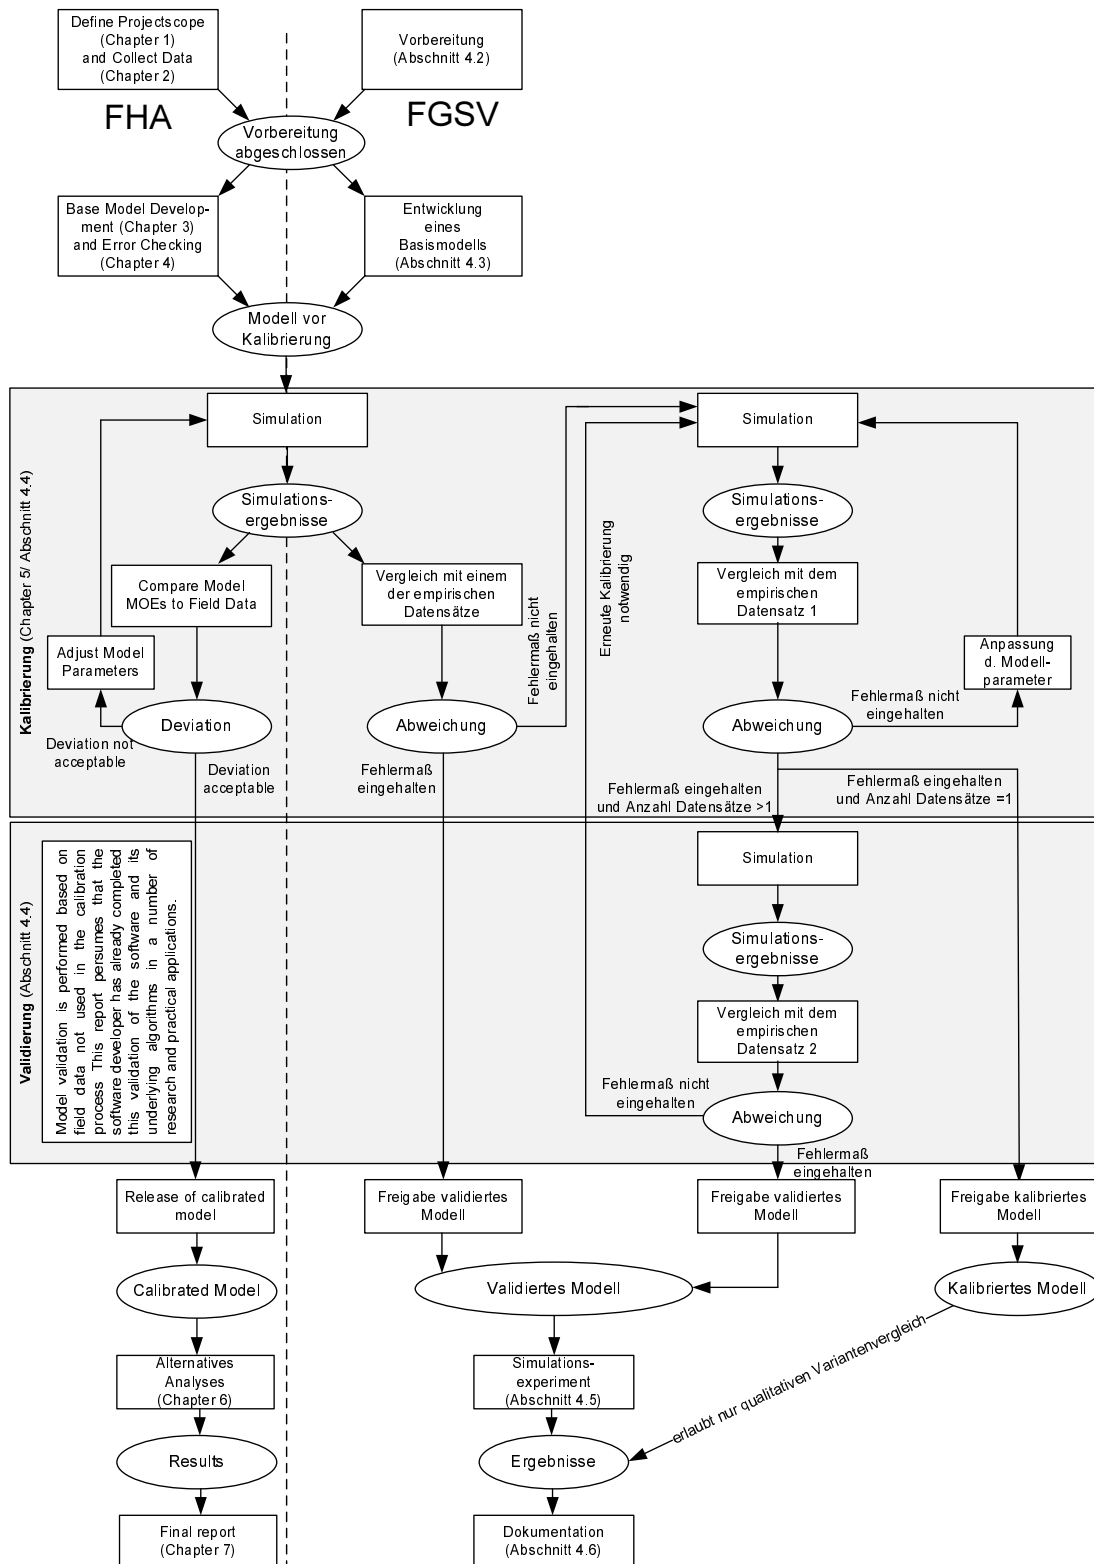 Define Projectscope
(Chapter 1)
and Collect Data
(Chapter 2)
Vorbereitung
(Abschnitt 4.2)
FHA
FGSV
Vorbereitung
abgeschlossen
Base Model Develop-
ment (Chapter 3)
and Error Checking
(Chapter 4)
Entwicklung
eines
Basismodells
(Abschnitt 4.3)
Modell vor
Kalibrierung
Kalibrierung (Chapter 5/ Abschnitt 4.4)
Simulation
Simulations-
ergebnisse
Compare Model
MOEs to Field Data
Vergleich mit einem
der empirischen
Datensätze
Adjust Model
Parameters
Deviation
Deviation not
acceptable
Deviation
acceptable
Abweichung
Fehlermaß nicht
eingehalten
Fehlermaß
eingehalten
Erneute Kalibrierung
notwendig
Simulation
Simulations-
ergebnisse
Vergleich mit dem
empirischen
Datensatz 1
Anpassung
d. Modell-
parameter
Abweichung
Fehlermaß nicht
eingehalten
Fehlermaß eingehalten
und Anzahl Datensätze >1
Fehlermaß eingehalten
und Anzahl Datensätze =1
Validierung (Abschnitt 4.4)
Model validation is performed based on
field data not used in the calibration
process This report persumes that the
software developer has already completed
this validation of the software and its
underlying algorithms in a number of
research and practical applications.
Simulation
Simulations-
ergebnisse
Vergleich mit dem
empirischen
Datensatz 2
Fehlermaß nicht
eingehalten
Abweichung
Fehlermaß
eingehalten
Release of calibrated
model
Freigabe validiertes
Modell
Freigabe validiertes
Modell
Freigabe kalibriertes
Modell
Calibrated Model
Validiertes Modell
Kalibriertes Modell
Alternatives
Analyses
(Chapter 6)
Simulations-
experiment
(Abschnitt 4.5)
erlaubt nur qualitativen Variantenvergleich
Results
Ergebnisse
Final report
(Chapter 7)
Dokumentation
(Abschnitt 4.6)